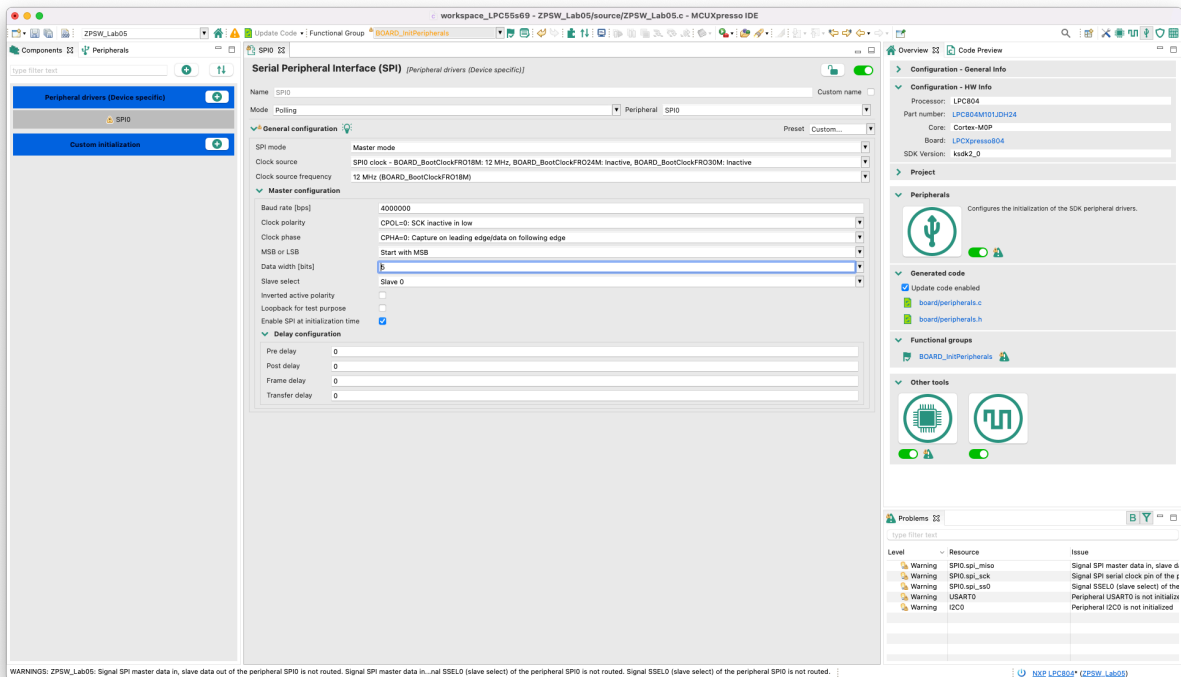 workspace_LPC55s69 - ZPSW_Lab05/source/ZPSW_Lab05.c - MCUXpresso IDE
ZPSW_Lab05
Update Code
Functional Group
BOARD_InitPeripherals
Components
Peripherals
type filter text
Peripheral drivers (Device specific)
SPI0
Custom initialization
SPI0
Serial Peripheral Interface (SPI) [Peripheral drivers (Device specific)]
Name SPI0 Custom name
Mode Polling Peripheral SPI0
General configuration Preset Custom...
SPI mode Master mode
Clock source SPI0 clock - BOARD_BootClockFRO18M: 12 MHz, BOARD_BootClockFRO24M: Inactive, BOARD_BootClockFRO30M: Inactive
Clock source frequency 12 MHz (BOARD_BootClockFRO18M)
Master configuration
Baud rate [bps] 4000000
Clock polarity CPOL=0: SCK inactive in low
Clock phase CPHA=0: Capture on leading edge/data on following edge
MSB or LSB Start with MSB
Data width [bits]
Slave select Slave 0
Inverted active polarity
Loopback for test purpose
Enable SPI at initialization time
Delay configuration
Pre delay 0
Post delay 0
Frame delay 0
Transfer delay 0
Overview
Code Preview
Configuration - General Info
Configuration - HW Info
Processor: LPC804
Part number: LPC804M101JDH24
Core: Cortex-M0P
Board: LPCXpresso804
SDK Version: ksdk2_0
Project
Peripherals
Configures the initialization of the SDK peripheral drivers.
Generated code
Update code enabled
board/peripherals.c
board/peripherals.h
Functional groups
BOARD_InitPeripherals
Other tools
Problems
B
type filter text
Level Resource Issue
Warning SPI0.spi_miso Signal SPI master data in, slave d
Warning SPI0.spi_sck Signal SPI serial clock pin of the p
Warning SPI0.spi_ss0 Signal SSEL0 (slave select) of the
Warning USART0 Peripheral USART0 is not initialize
Warning I2C0 Peripheral I2C0 is not initialized
WARNINGS: ZPSW_Lab05: Signal SPI master data in, slave data out of the peripheral SPI0 is not routed. Signal SPI master data in...nal SSEL0 (slave select) of the peripheral SPI0 is not routed. Signal SSEL0 (slave select) of the peripheral SPI0 is not routed.
NXP LPC804* (ZPSW_Lab05)